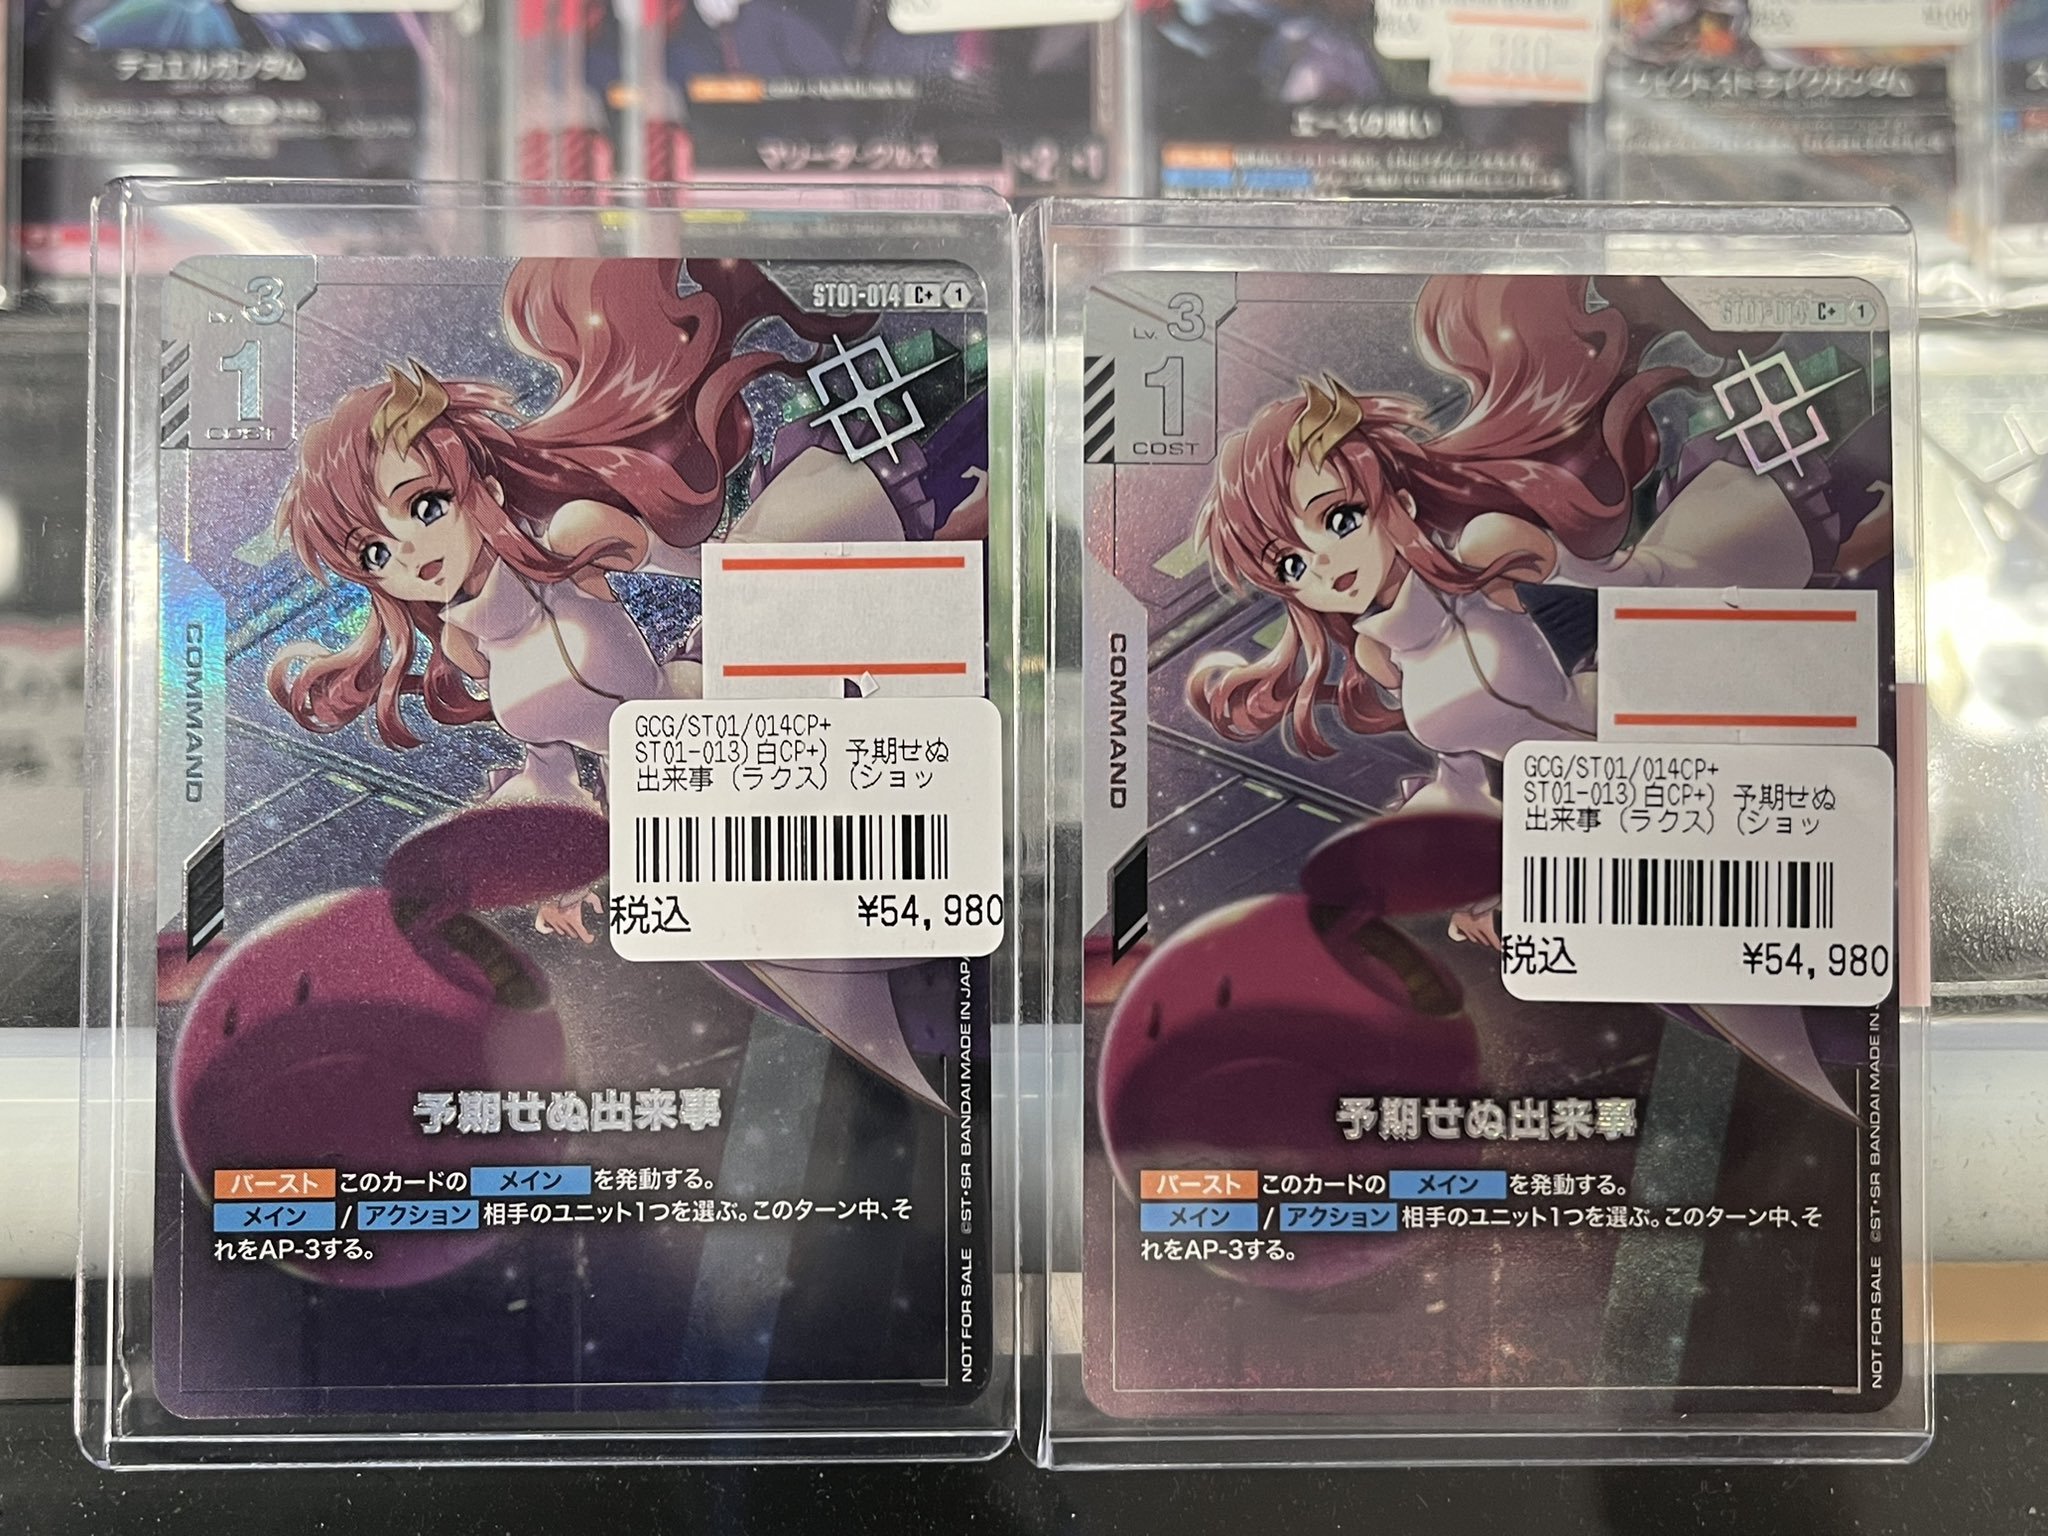 デュエルガンダム
マリーダ・クルス
エースの戦い
380
Lv. 3
1
COST
ST01-014 C+ 1
COMMAND
GCG/ST01/014CP+
ST01-013)白CP+) 予期せぬ
出来事 (ラクス) (ショッ
税込 ¥54,980
予期せぬ出来事
バースト このカードの メイン を発動する。
メイン / アクション 相手のユニット1つを選ぶ。このターン中、そ
れをAP-3する。
NOT FOR SALE ©ST・SR BANDAI MADE IN JAPA
Lv. 3
1
COST
ST01-014 C+ 1
COMMAND
GCG/ST01/014CP+
ST01-013)白CP+) 予期せぬ
出来事 (ラクス) (ショッ
税込 ¥54,980
予期せぬ出来事
バースト このカードの メイン を発動する。
メイン / アクション 相手のユニット1つを選ぶ。このターン中、そ
れをAP-3する。
NOT FOR SALE ©ST・SR BANDAI MADE IN